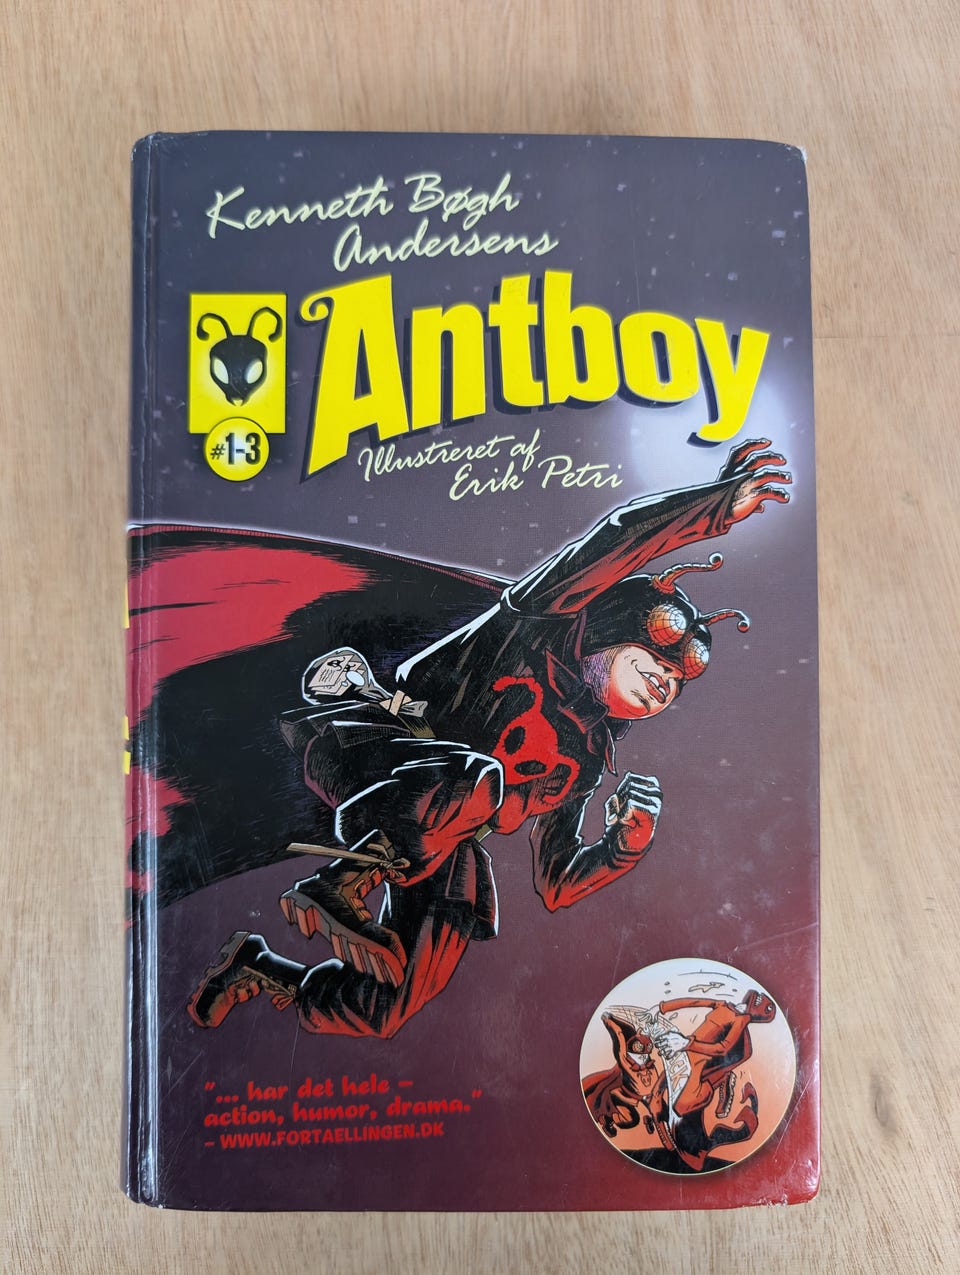 Kenneth Bøgh
Andersens
Antboy
#1-3
Illustreret af
Erik Petri
"... har det hele –
action, humor, drama."
– WWW.FORTAELLINGEN.DK